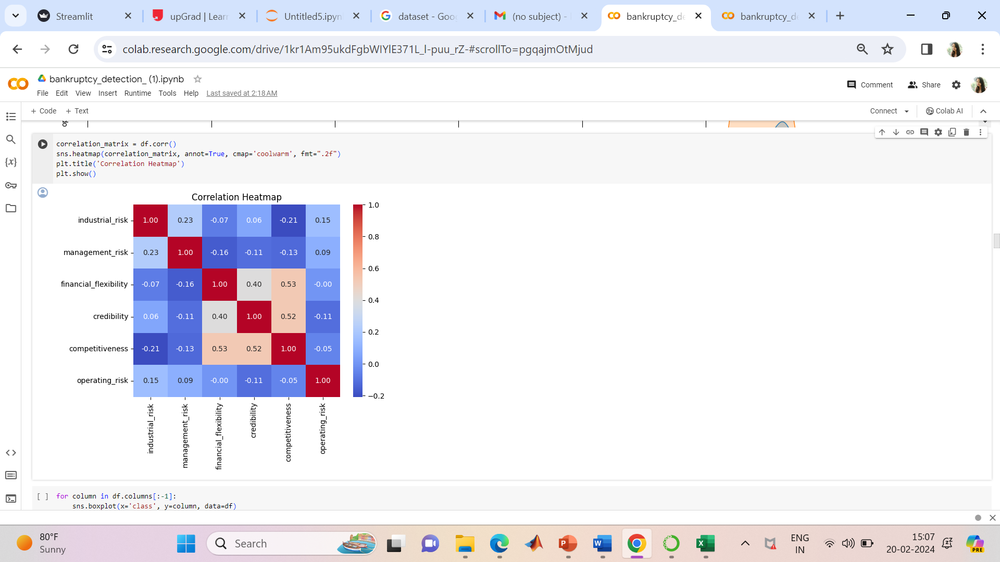 Streamlit
upGrad | Lear
Untitled5.ipyn
dataset - Goo
(no subject) -
bankruptcy_de
bankruptcy_de
colab.research.google.com/drive/1kr1Am95ukdFgbWIYlE371L_l-puu_rZ-#scrollTo=pgqajmOtMjud
bankruptcy_detection_ (1).ipynb
Comment
Share
File Edit View Insert Runtime Tools Help Last saved at 2:18 AM
+ Code + Text
Connect
Colab AI
op
correlation_matrix = df.corr()
sns.heatmap(correlation_matrix, annot=True, cmap='coolwarm', fmt=".2f")
plt.title('Correlation Heatmap')
plt.show()
Correlation Heatmap
industrial_risk 1.00 0.23 -0.07 0.06 -0.21 0.15
management_risk 0.23 1.00 -0.16 -0.11 -0.13 0.09
financial_flexibility -0.07 -0.16 1.00 0.40 0.53 -0.00
credibility 0.06 -0.11 0.40 1.00 0.52 -0.11
competitiveness -0.21 -0.13 0.53 0.52 1.00 -0.05
operating_risk 0.15 0.09 -0.00 -0.11 -0.05 1.00
industrial_risk
management_risk
financial_flexibility
credibility
competitiveness
operating_risk
1.0
0.8
0.6
0.4
0.2
0.0
−0.2
[ ] for column in df.columns[:-1]:
sns.boxplot(x='class', y=column, data=df)
80°F
Sunny
Search
PRE
ENG
IN
15:07
20-02-2024